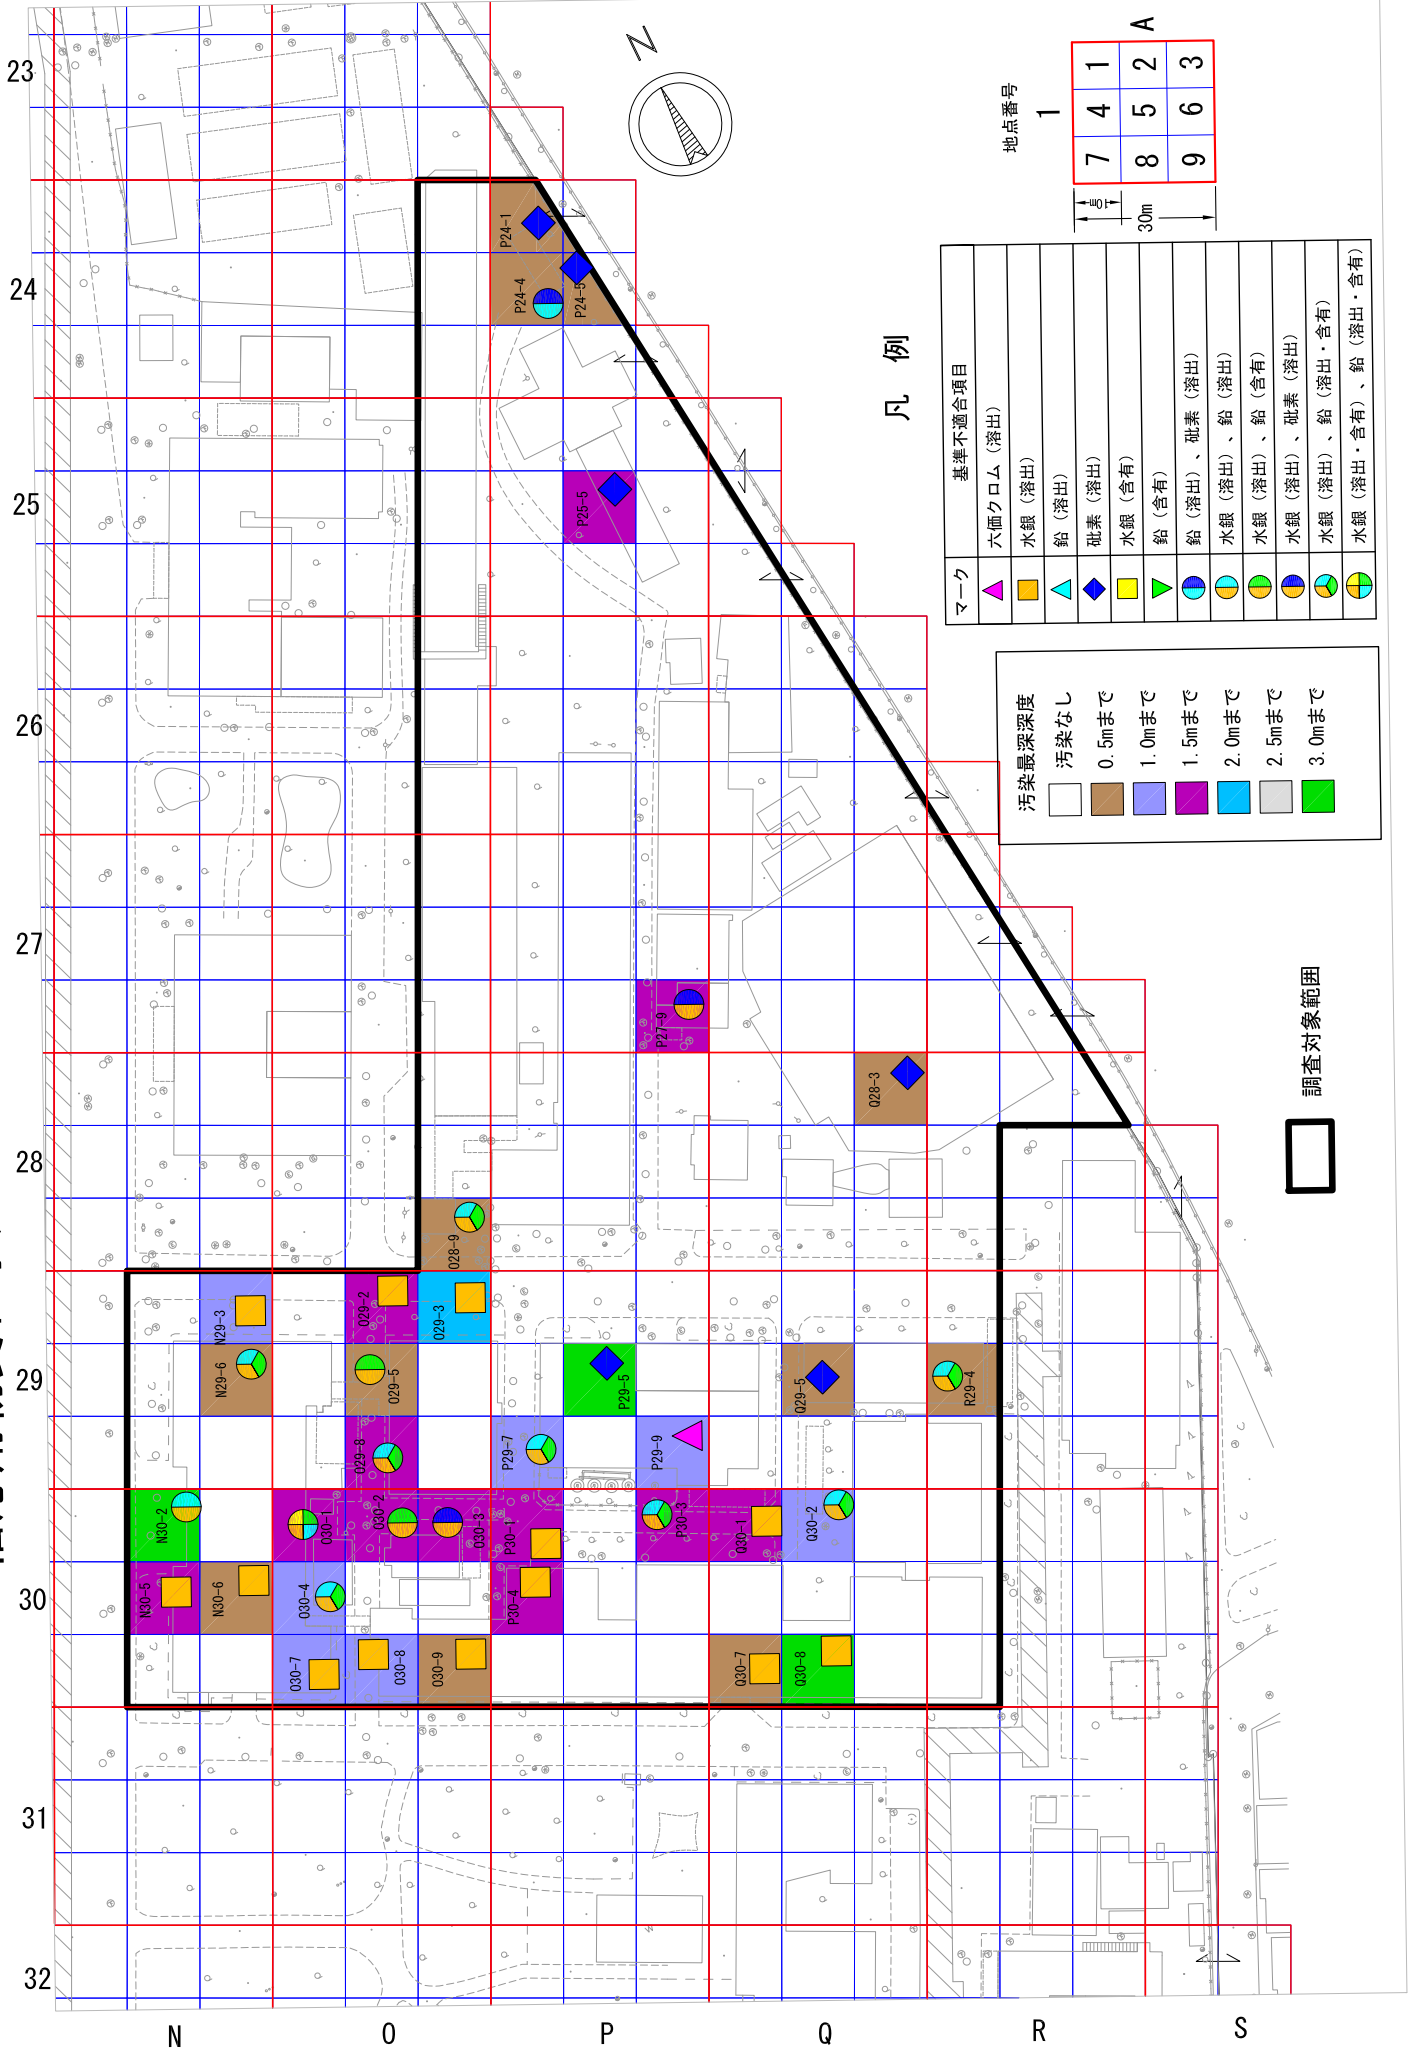 23
24
25
26
27
28
29
30
31
32
N
O
P
Q
R
S
N
P24-1
P24-4
P24-5
P25-5
P27-9
Q28-3
O28-9
N29-3
O29-2
O29-3
N29-6
O29-5
P29-5
Q29-5
R29-4
O29-8
P29-7
P29-9
N30-2
O30-1
O30-2
O30-3
P30-1
P30-3
Q30-1
Q30-2
N30-5
N30-6
O30-4
P30-4
O30-7
O30-8
O30-9
Q30-7
Q30-8
地点番号
1
A
7 4 1
8 5 2
9 6 3
30m
凡 例
マーク 基準不適合項目
六価クロム (溶出)
水銀 (溶出)
鉛 (溶出)
砒素 (溶出)
水銀 (含有)
鉛 (含有)
鉛 (溶出)、砒素 (溶出)
水銀 (溶出)、鉛 (溶出)
水銀 (溶出)、鉛 (含有)
水銀 (溶出)、砒素 (溶出)
水銀 (溶出)、鉛 (溶出・含有)
水銀 (溶出・含有)、鉛 (溶出・含有)
汚染最深深度
汚染なし
0.5mまで
1.0mまで
1.5mまで
2.0mまで
2.5mまで
3.0mまで
調査対象範囲